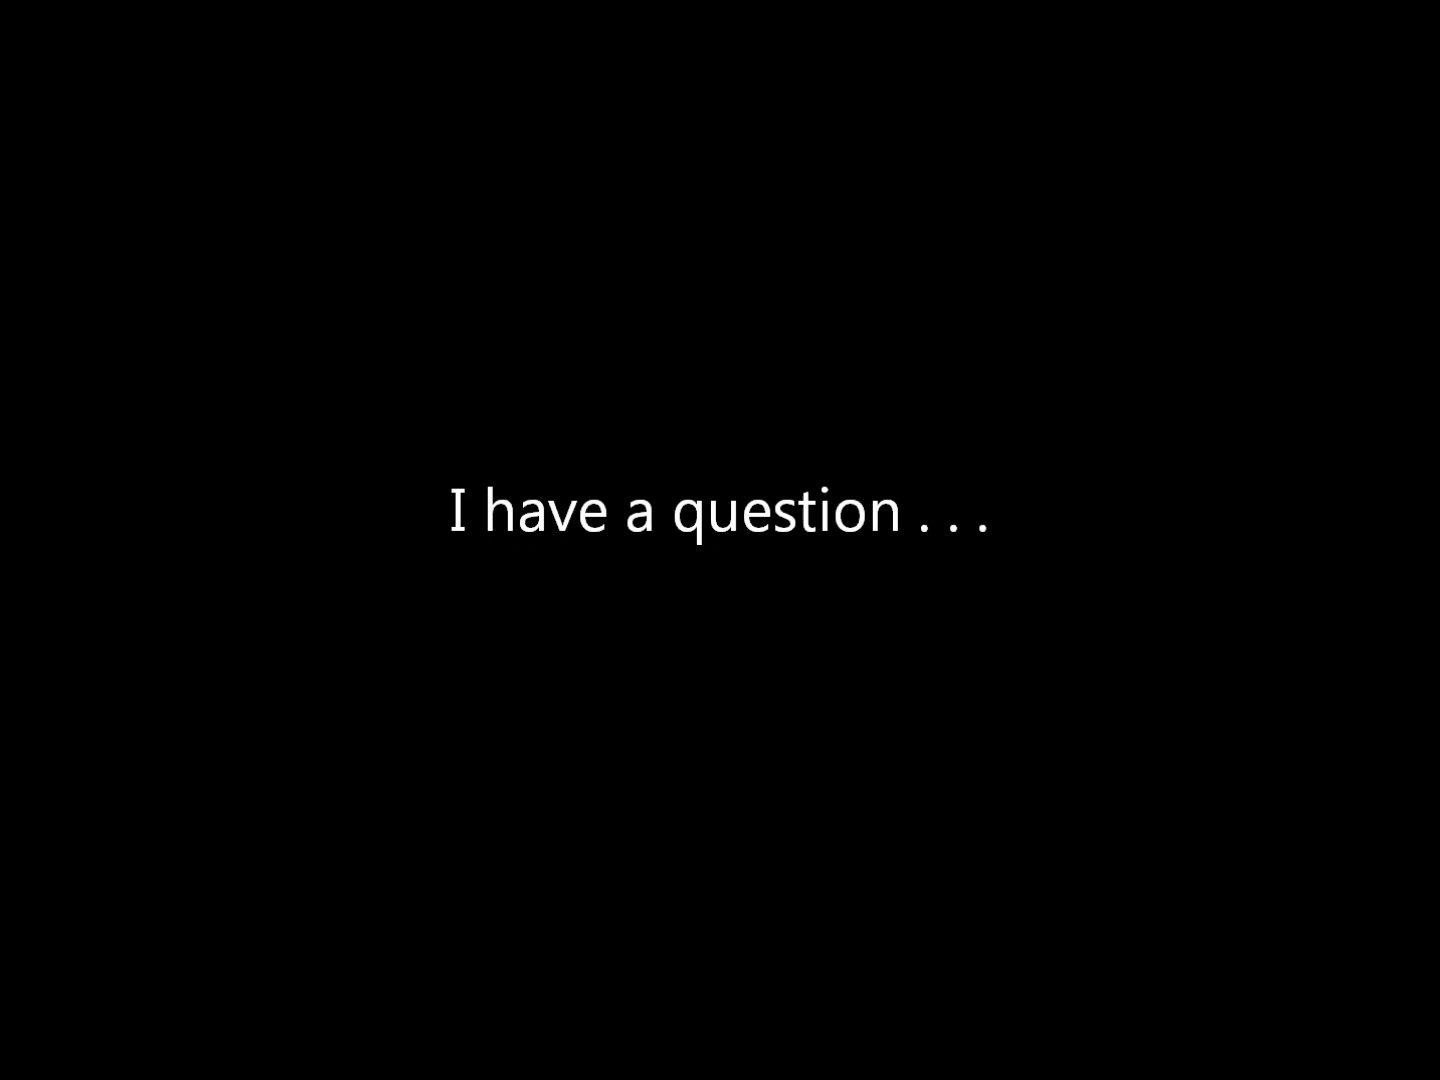 I have a question . . .